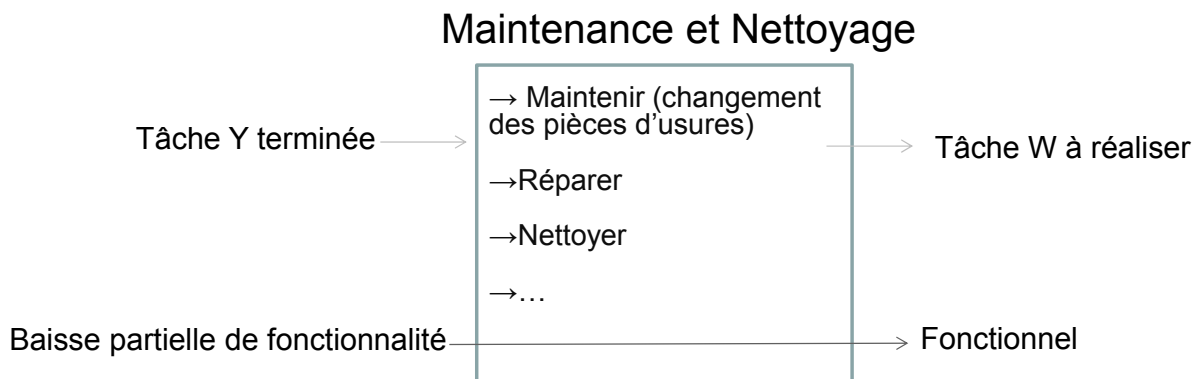 Maintenance et Nettoyage
→ Maintenir (changement
des pièces d’usures)
Tâche Y terminée
Tâche W à réaliser
→Réparer
→Nettoyer
→…
Baisse partielle de fonctionnalité
Fonctionnel